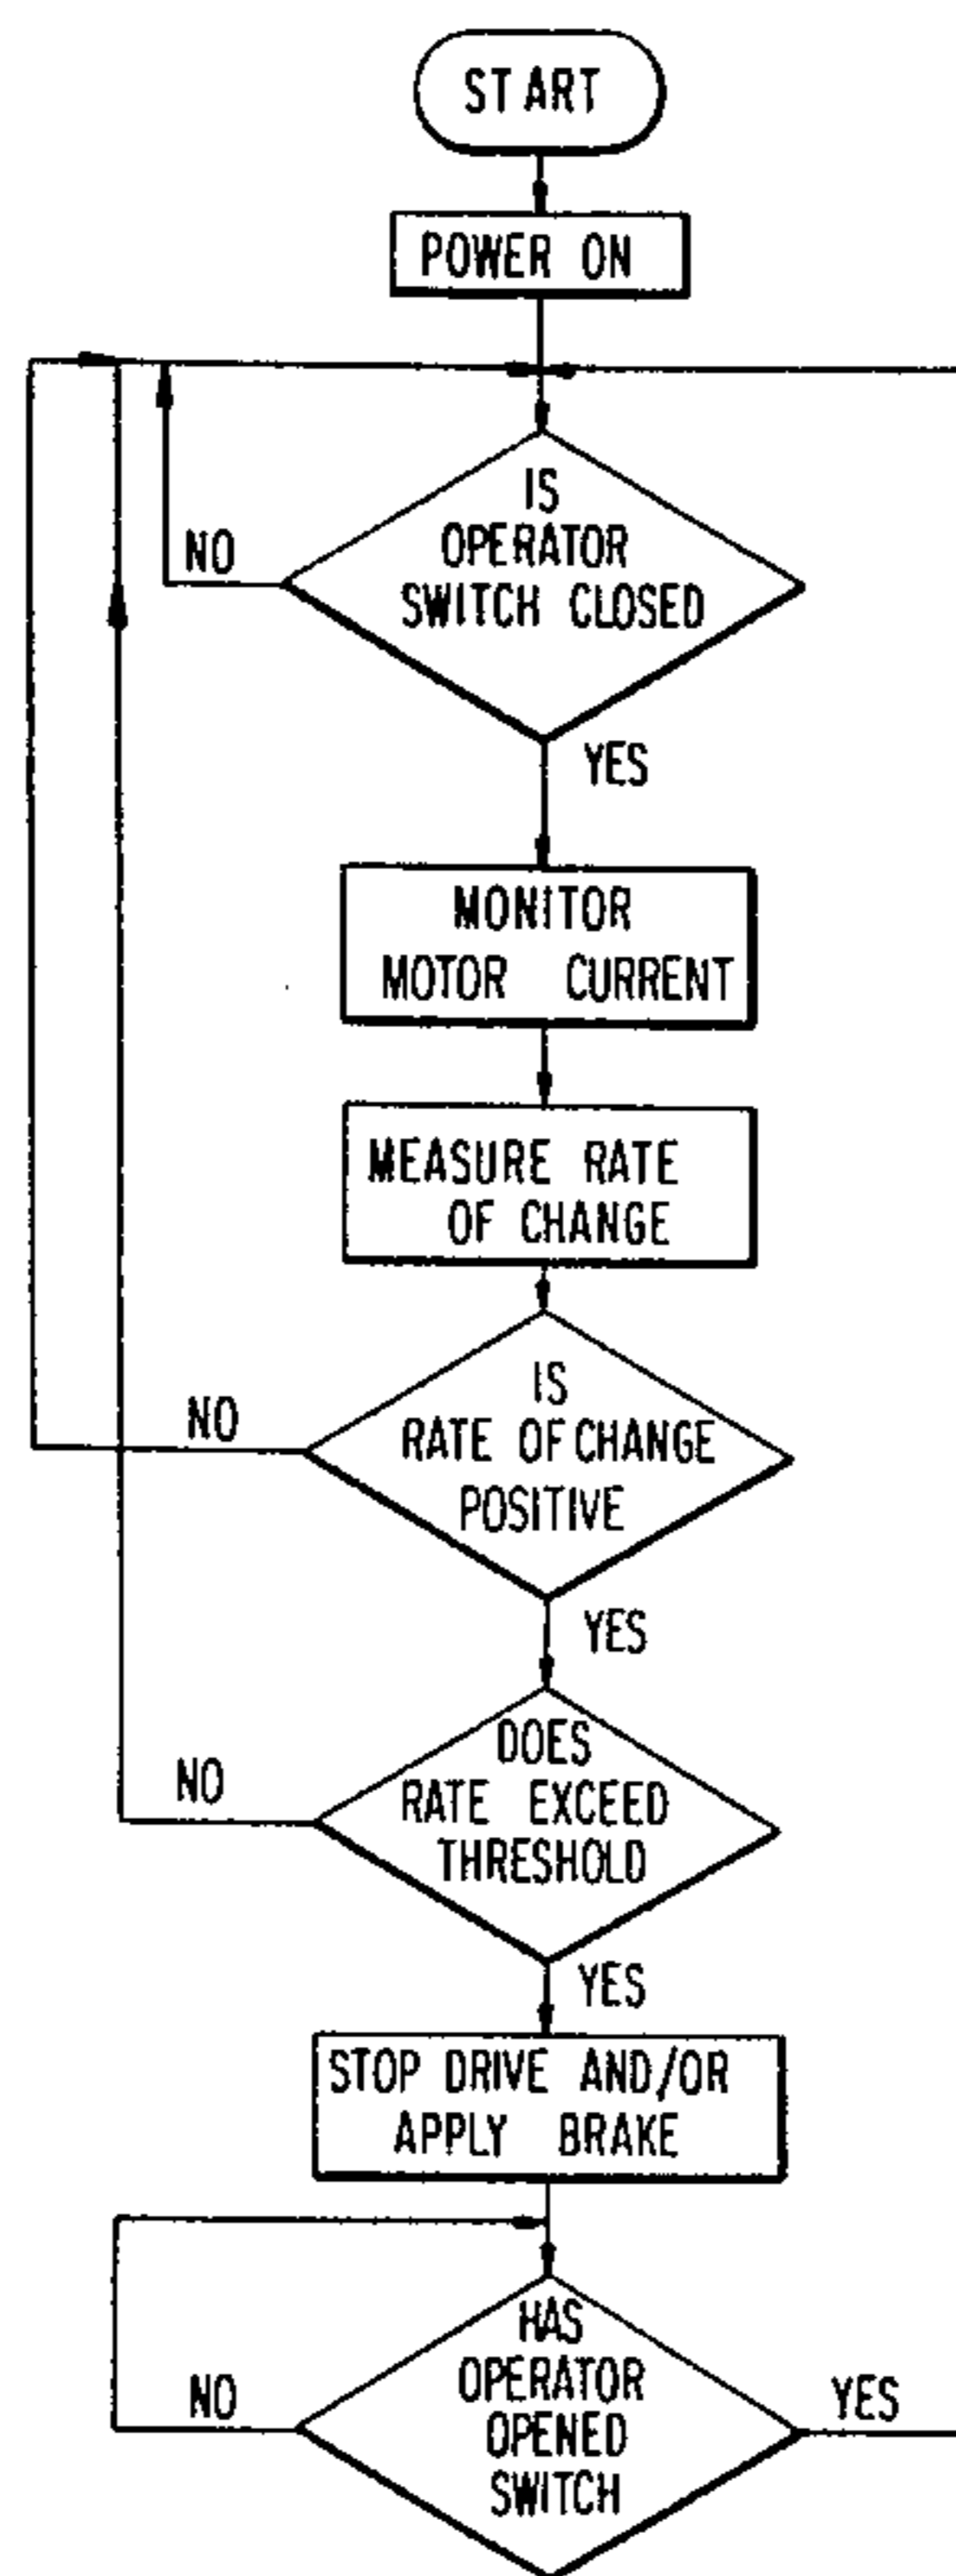 START
POWER ON
IS
OPERATOR
SWITCH CLOSED
NO
YES
MONITOR
MOTOR CURRENT
MEASURE RATE
OF CHANGE
IS
RATE OF CHANGE
POSITIVE
NO
YES
DOES
RATE EXCEED
THRESHOLD
NO
YES
STOP DRIVE AND/OR
APPLY BRAKE
HAS
OPERATOR
OPENED
SWITCH
NO
YES